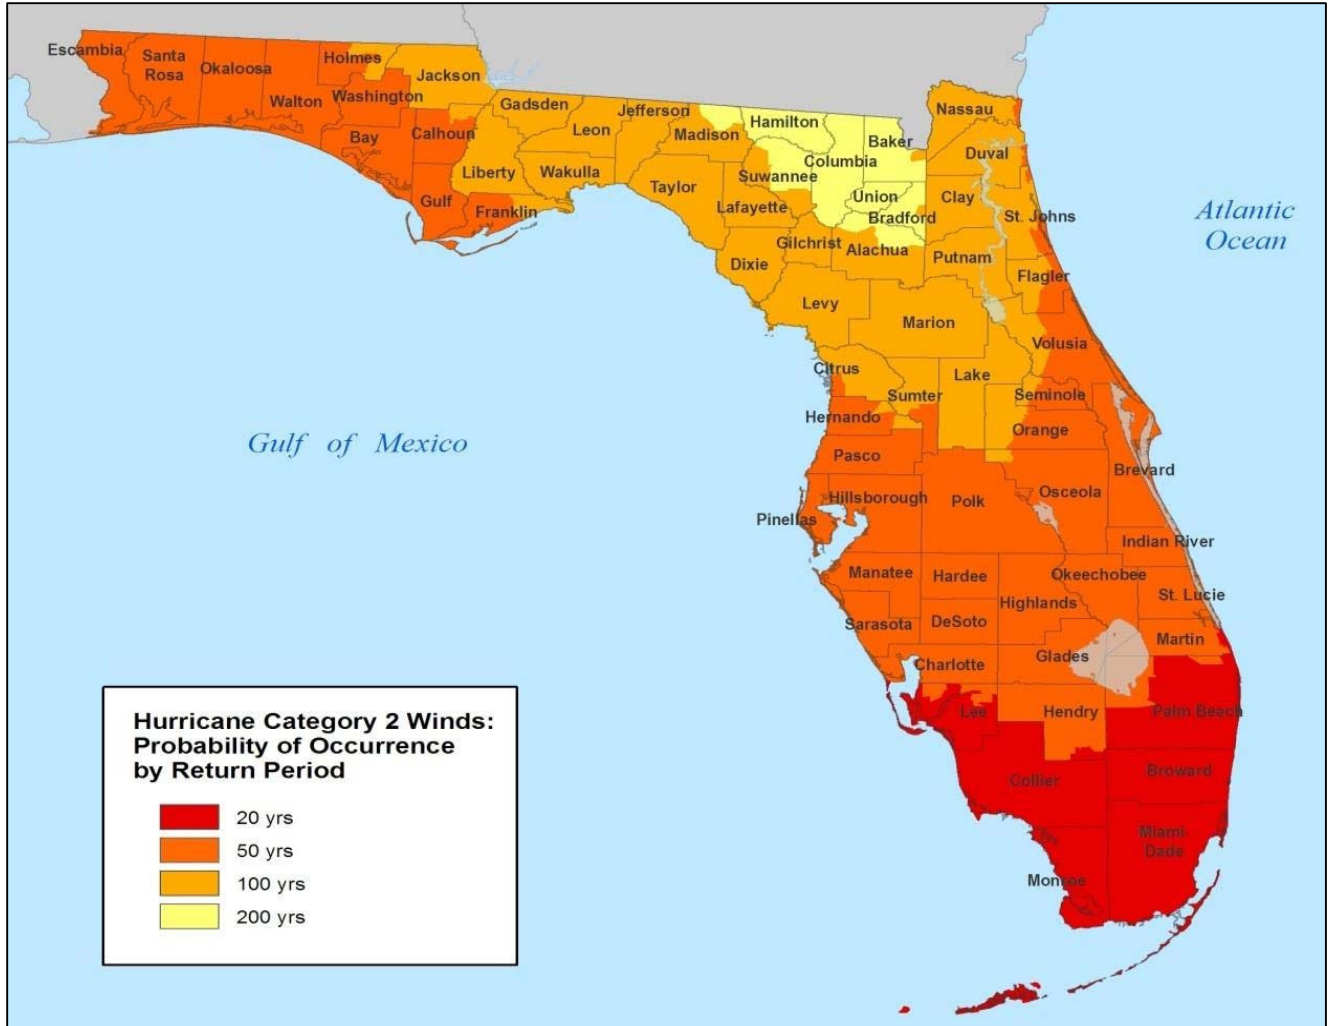 Escambia
Santa
Rosa
Okaloosa
Walton
Holmes
Washington
Jackson
Bay
Calhoun
Gulf
Liberty
Franklin
Gadsden
Leon
Wakulla
Jefferson
Madison
Taylor
Hamilton
Suwannee
Lafayette
Dixie
Columbia
Baker
Union
Bradford
Gilchrist
Alachua
Levy
Nassau
Duval
Clay
St. Johns
Putnam
Flagler
Marion
Volusia
Citrus
Sumter
Lake
Seminole
Hernando
Orange
Pasco
Brevard
Pinellas
Hillsborough
Polk
Osceola
Indian River
Manatee
Hardee
Okeechobee
Highlands
St. Lucie
Sarasota
DeSoto
Martin
Charlotte
Glades
Lee
Hendry
Palm Beach
Collier
Broward
Miami-
Dade
Monroe
Atlantic
Ocean
Gulf of Mexico
Hurricane Category 2 Winds:
Probability of Occurrence
by Return Period
20 yrs
50 yrs
100 yrs
200 yrs